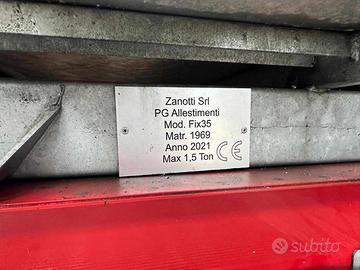 Zanotti Srl
PG Allestimenti
Mod. Fix35
Matr. 1969
Anno 2021
Max 1,5 Ton CE
subito